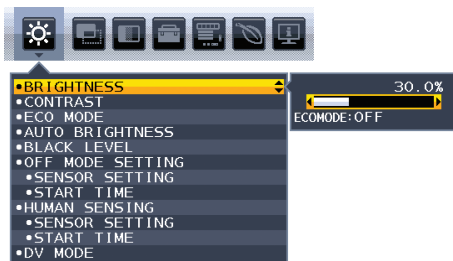 •BRIGHTNESS
•CONTRAST
•ECO MODE
•AUTO BRIGHTNESS
•BLACK LEVEL
•OFF MODE SETTING
•SENSOR SETTING
•START TIME
•HUMAN SENSING
•SENSOR SETTING
•START TIME
•DV MODE
30.0%
ECOMODE:OFF